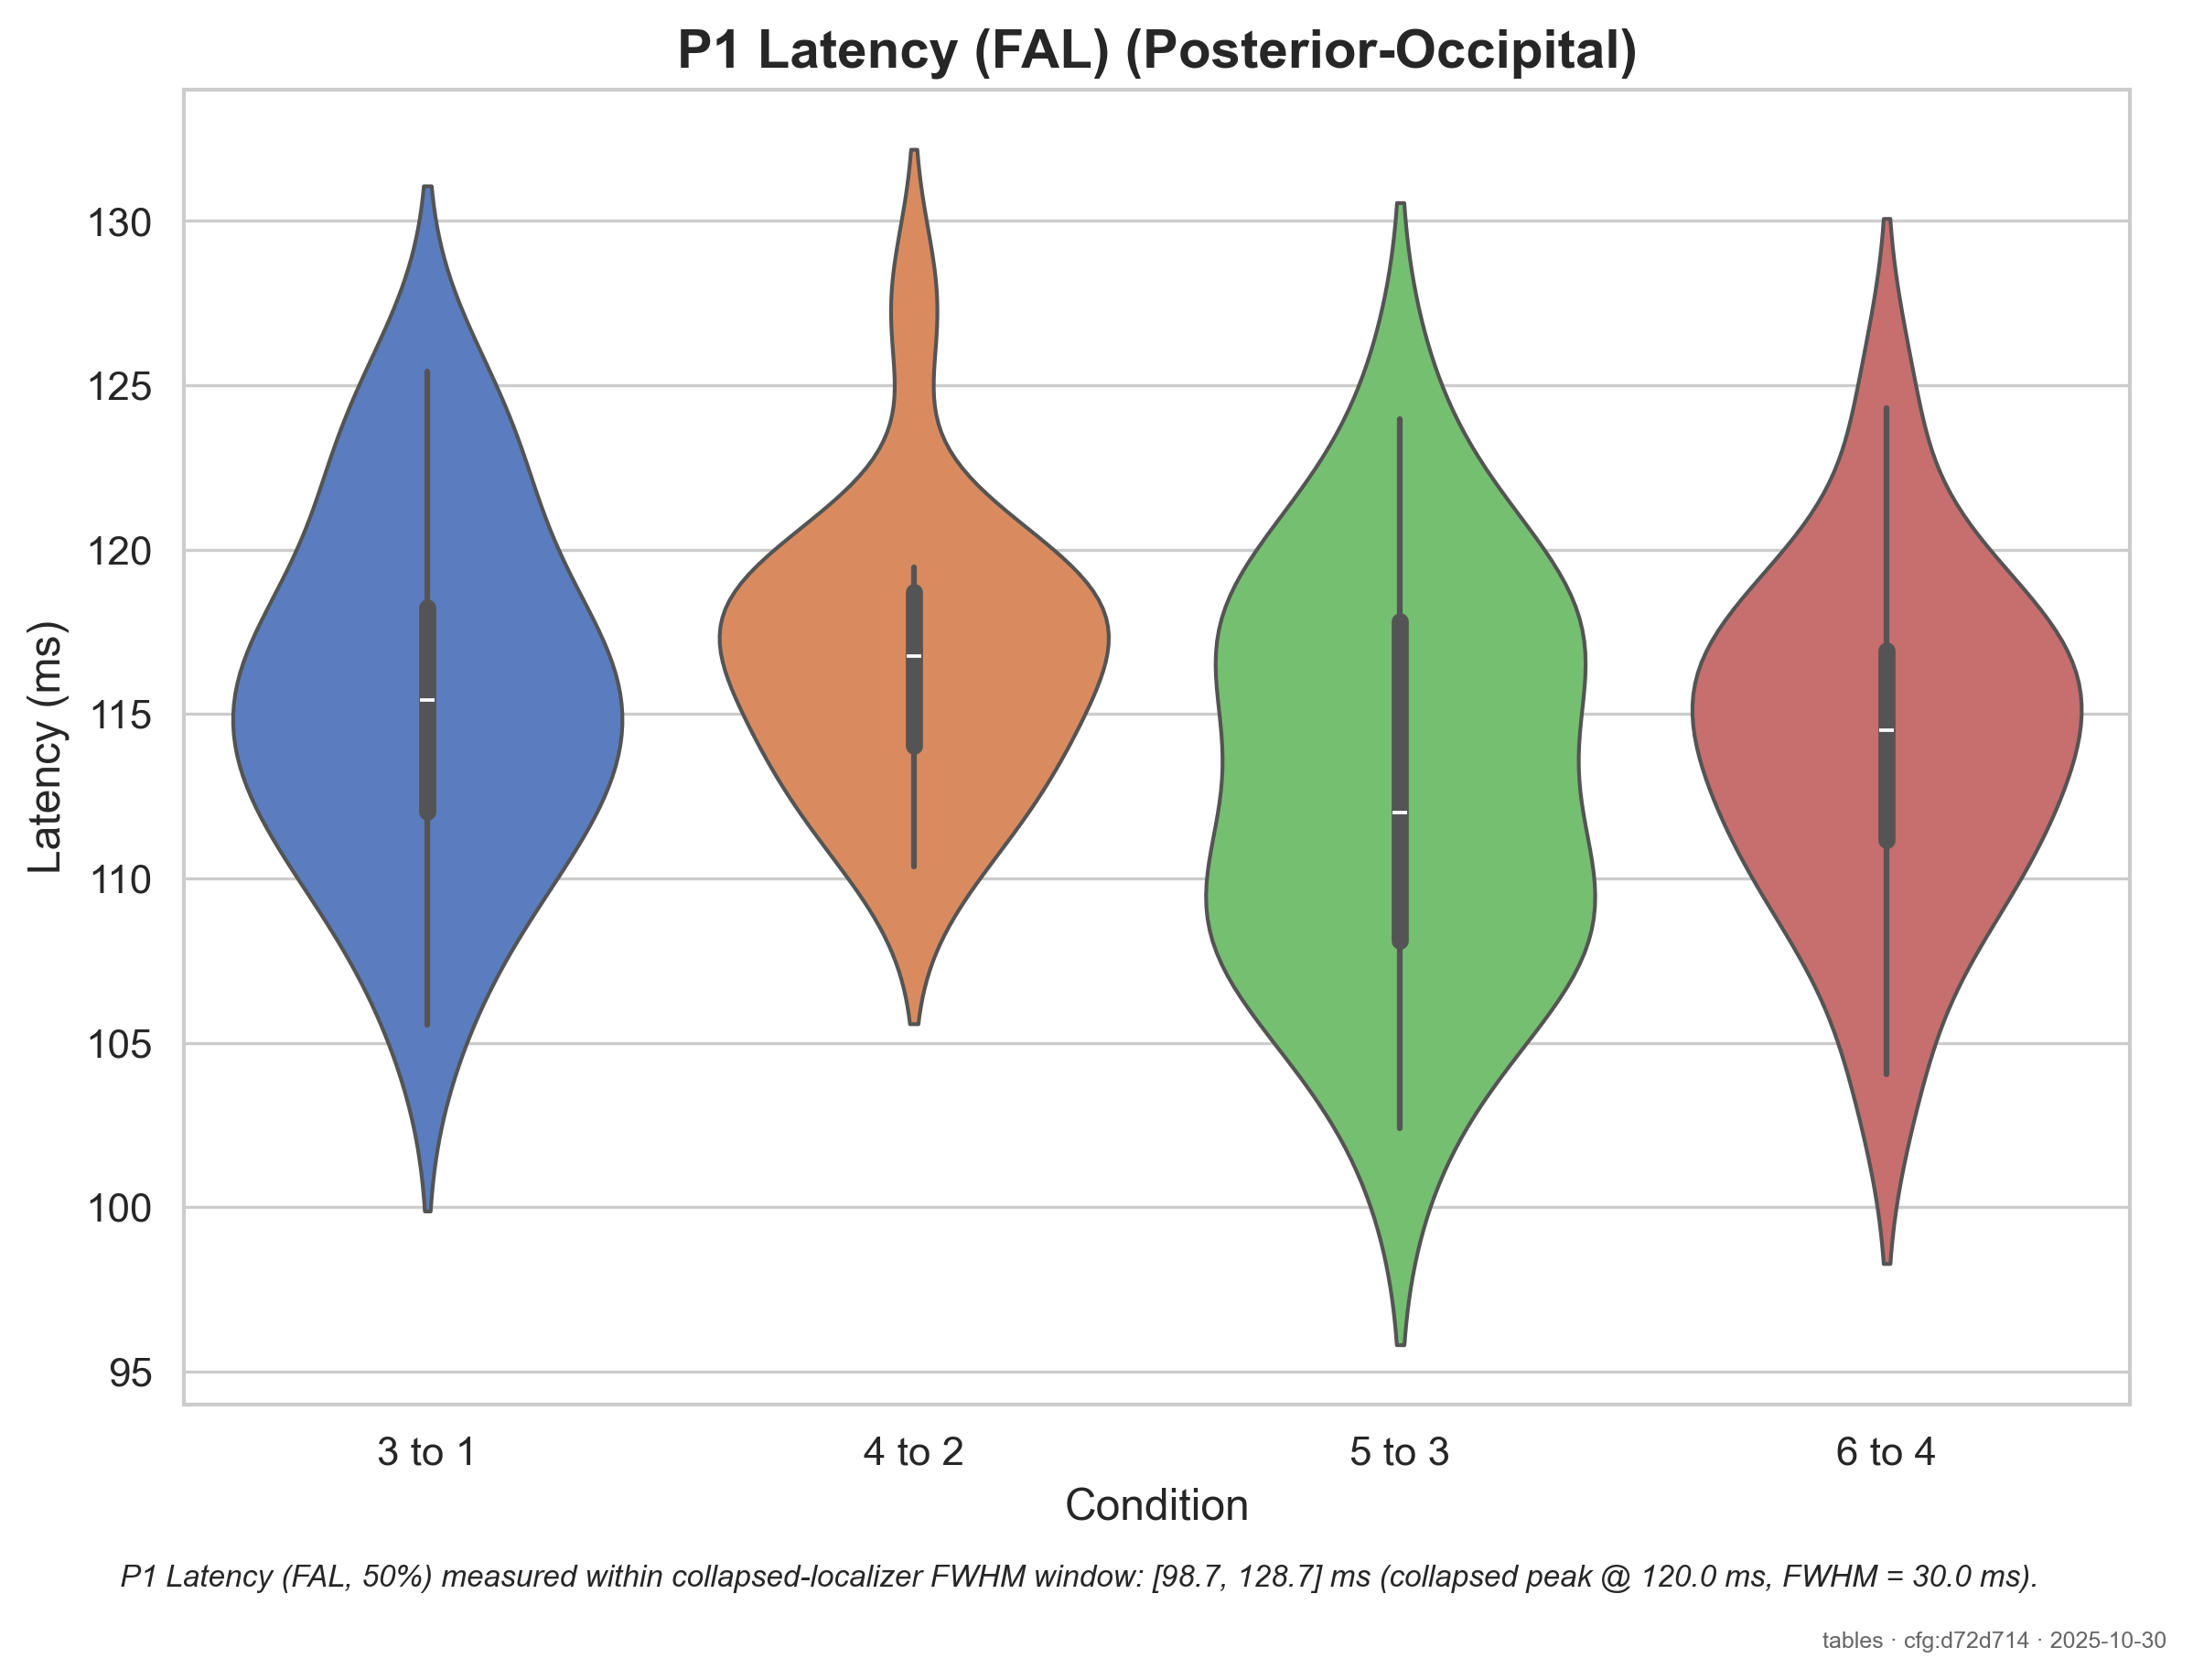 P1 Latency (FAL) (Posterior-Occipital)
Latency (ms)
130
125
120
115
110
105
100
95
3 to 1
4 to 2
5 to 3
6 to 4
Condition
P1 Latency (FAL, 50%) measured within collapsed-localizer FWHM window: [98.7, 128.7] ms (collapsed peak @ 120.0 ms, FWHM = 30.0 ms).
tables · cfg:d72d714 · 2025-10-30